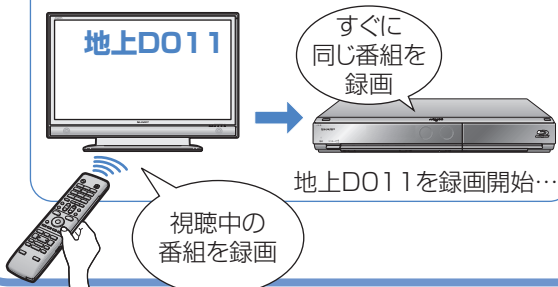 地上D011
すぐに
同じ番組を
録画
地上D011を録画開始…
視聴中の
番組を録画